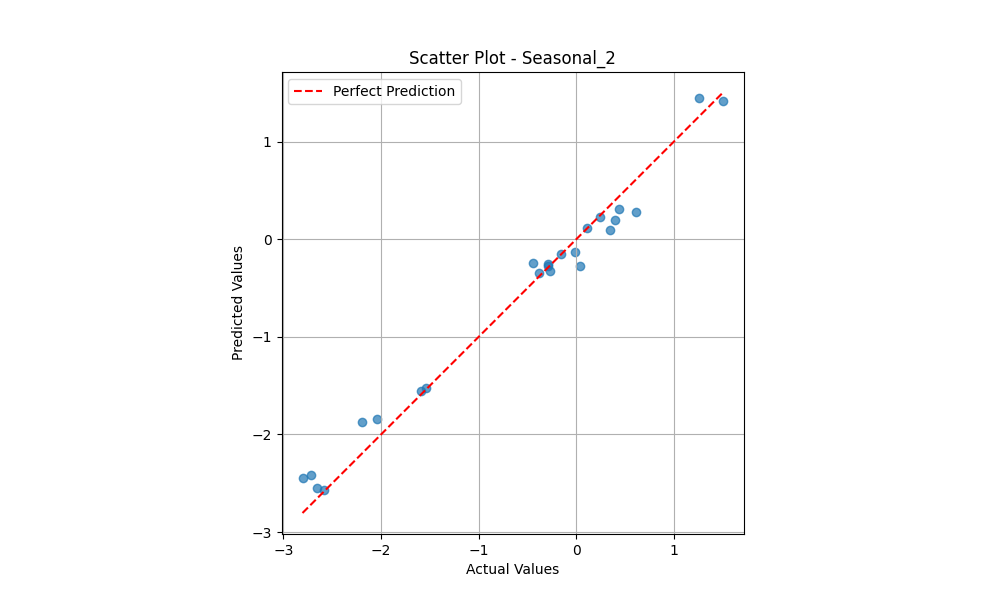 Scatter Plot - Seasonal_2
Perfect Prediction
1
0
−1
−2
−3
Predicted Values
−3 −2 −1 0 1
Actual Values